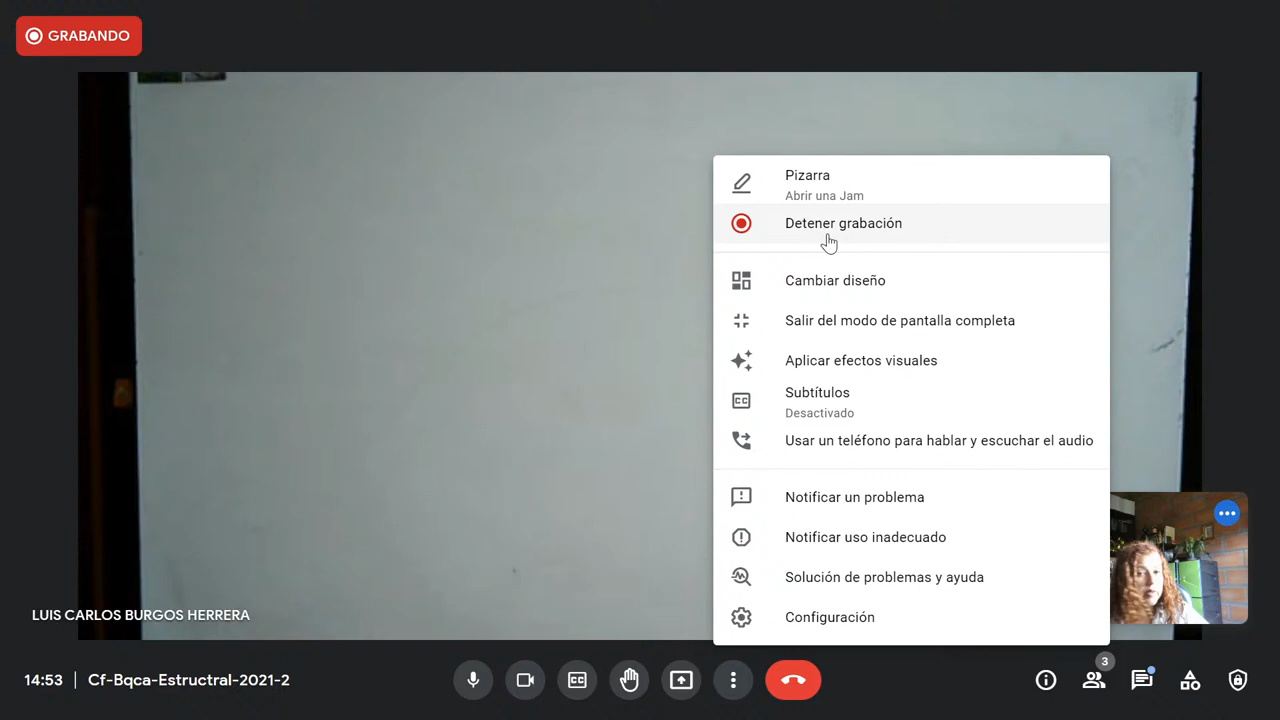 GRABANDO
Pizarra
Abrir una Jam
Detener grabación
Cambiar diseño
Salir del modo de pantalla completa
Aplicar efectos visuales
Subtítulos
Desactivado
Usar un teléfono para hablar y escuchar el audio
Notificar un problema
Notificar uso inadecuado
Solución de problemas y ayuda
Configuración
LUIS CARLOS BURGOS HERRERA
14:53 | Cf-Bqca-Estructral-2021-2
3